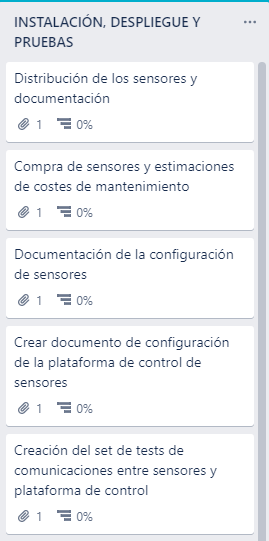 INSTALACIÓN, DESPLIEGUE Y
PRUEBAS
Distribución de los sensores y
documentación
1 0%
Compra de sensores y estimaciones
de costes de mantenimiento
1 0%
Documentación de la configuración
de sensores
1 0%
Crear documento de configuración
de la plataforma de control de
sensores
1 0%
Creación del set de tests de
comunicaciones entre sensores y
plataforma de control
1 0%